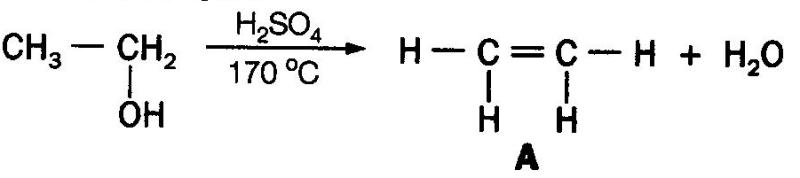 CH₃ — CH₂ H₂SO₄ H — C = C — H + H₂O
OH 170 °C H H
A